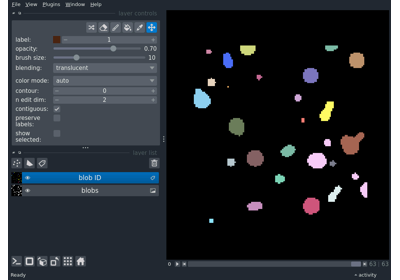 File View Plugins Window Help
layer controls
label: 1
opacity: 0.70
brush size: 10
blending: translucent
color mode: auto
contour: 0
n edit dim: 2
contiguous:
preserve
labels:
show
selected:
layer list
blob ID
blobs
0 63 63
Ready
activity